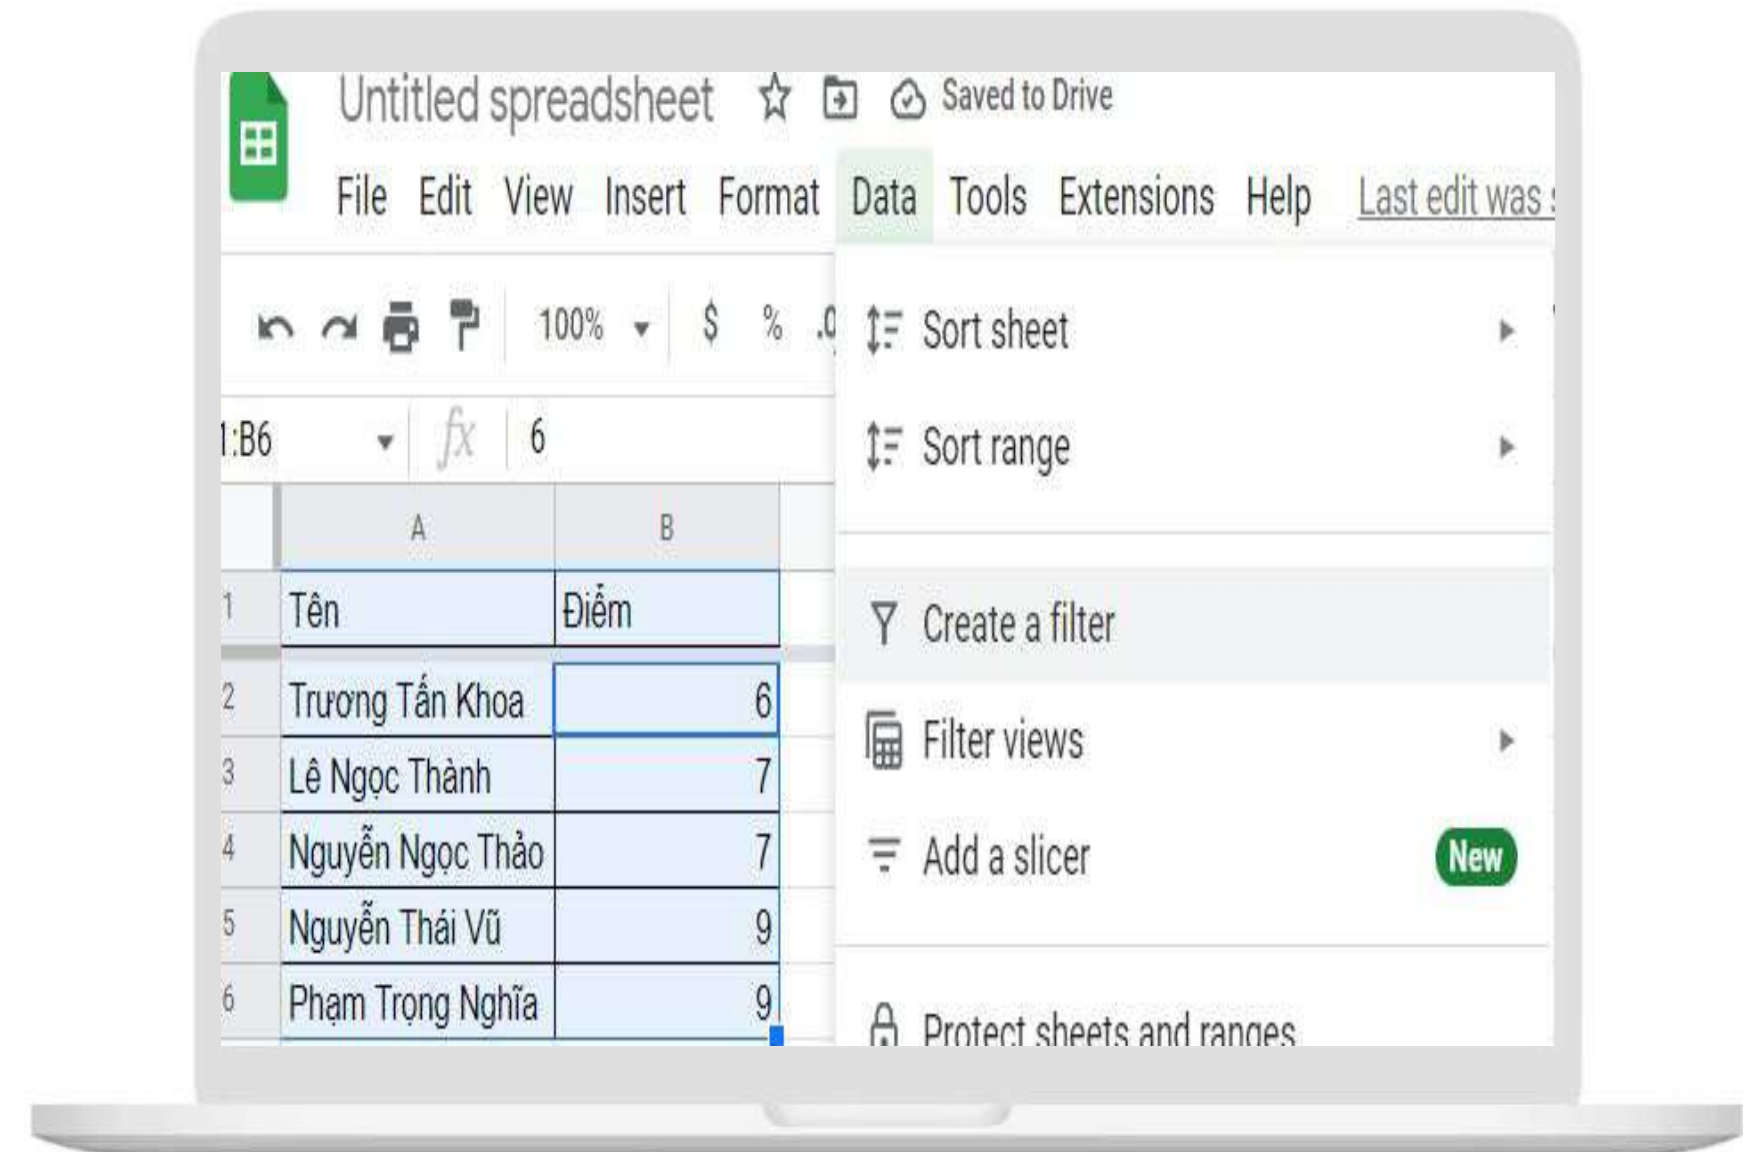 Untitled spreadsheet Saved to Drive
File Edit View Insert Format Data Tools Extensions Help Last edit was
100% $ % .0
1:B6 fx 6
A B
1 Tên Điểm
2 Trương Tấn Khoa 6
3 Lê Ngọc Thành 7
4 Nguyễn Ngọc Thảo 7
5 Nguyễn Thái Vũ 9
6 Phạm Trọng Nghĩa 9
Sort sheet
Sort range
Create a filter
Filter views
Add a slicer New
Protect sheets and ranges